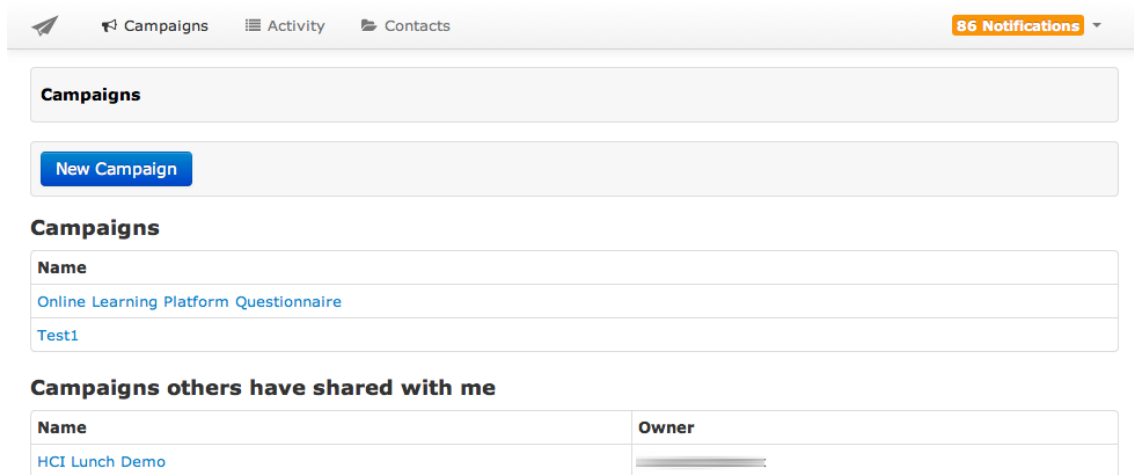 Campaigns Activity Contacts 86 Notifications
Campaigns
New Campaign
Campaigns
Name
Online Learning Platform Questionnaire
Test1
Campaigns others have shared with me
Name Owner
HCI Lunch Demo